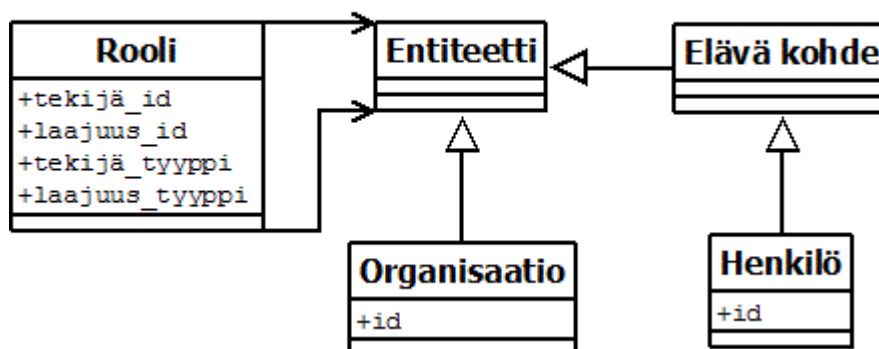 Rooli
+tekijä_id
+laajuus_id
+tekijä_tyyppi
+laajuus_tyyppi
Entiteetti
Elävä kohde
Organisaatio
+id
Henkilö
+id